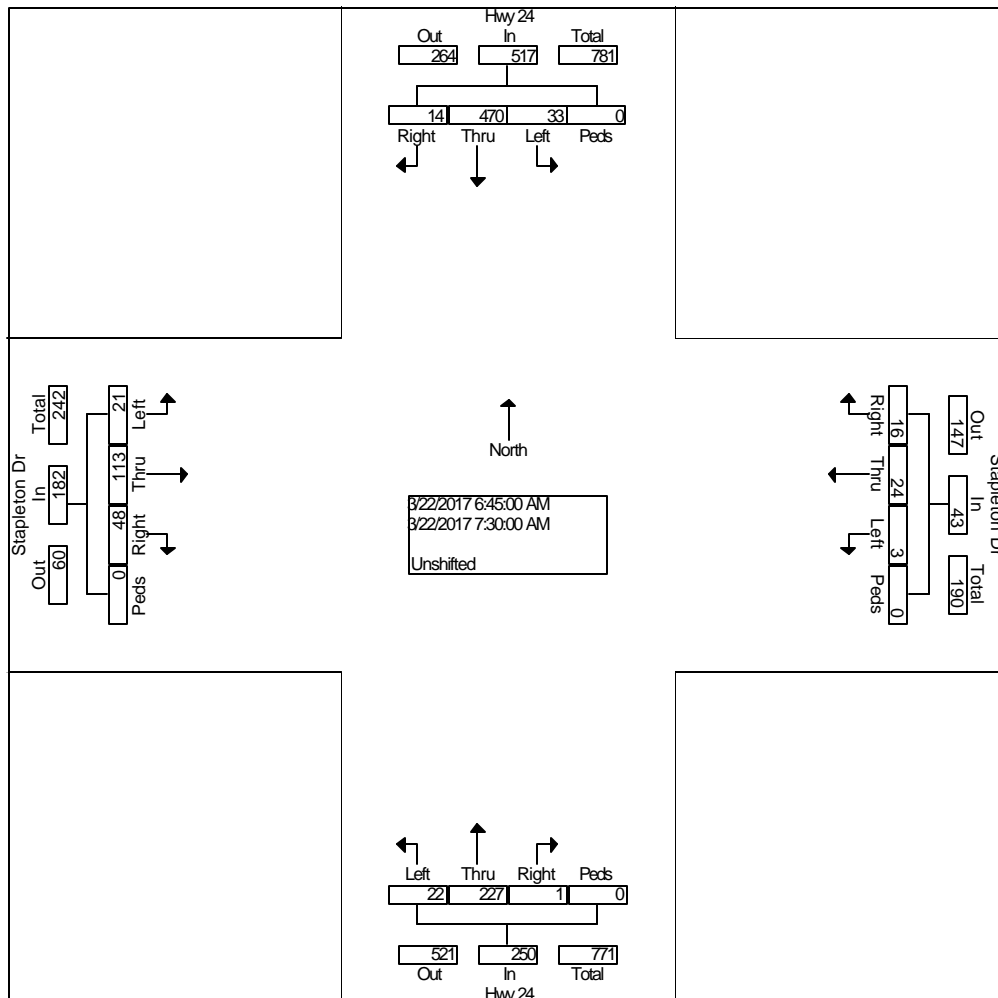 Hwy 24
Out In Total
264 517 781
14 470 33 0
Right Thru Left Peds
Stapleton Dr
Total In Out
242 182 60
21 113 48 0
Left Thru Right Peds
North
3/22/2017 6:45:00 AM
3/22/2017 7:30:00 AM
Unshifted
Right Thru Left Peds
16 24 3 0
Out In Total
147 43 190
Stapleton Dr
Left Thru Right Peds
22 227 1 0
521 250 771
Out In Total
Hwy 24